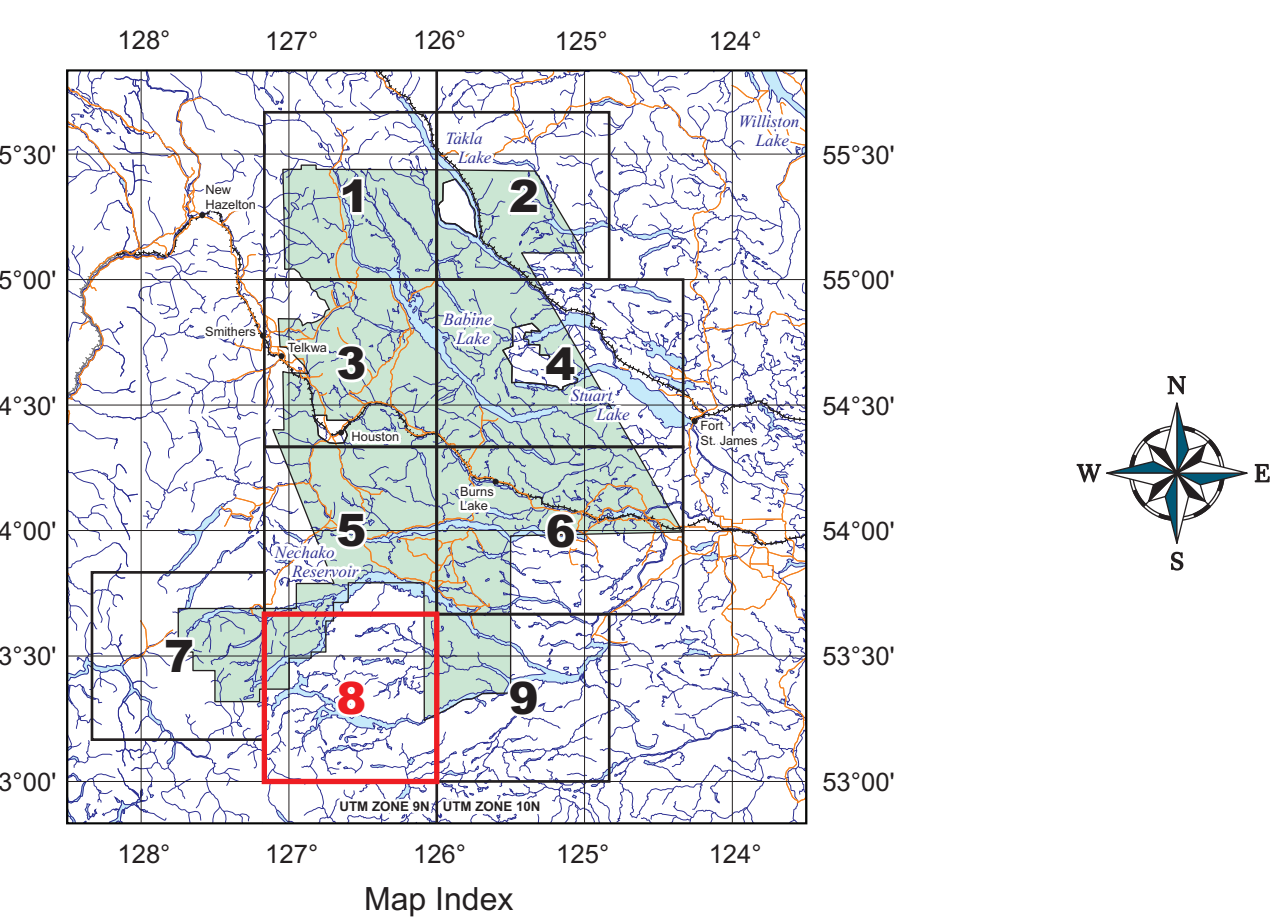 128° 127° 126° 125° 124°
Williston
Lake
Takla
Lake
5°30' 55°30'
1 2
New
Hazelton
5°00' 55°00'
Babine
Lake
Smithers
Telkwa
3 4
Stuart
Lake
4°30' 54°30'
Fort
St. James
Houston
Burns
Lake
4°00' 54°00'
5 6
Nechako
Reservoir
7
3°30' 53°30'
8 9
3°00' 53°00'
UTM ZONE 9N UTM ZONE 10N
128° 127° 126° 125° 124°
Map Index
N
W E
S